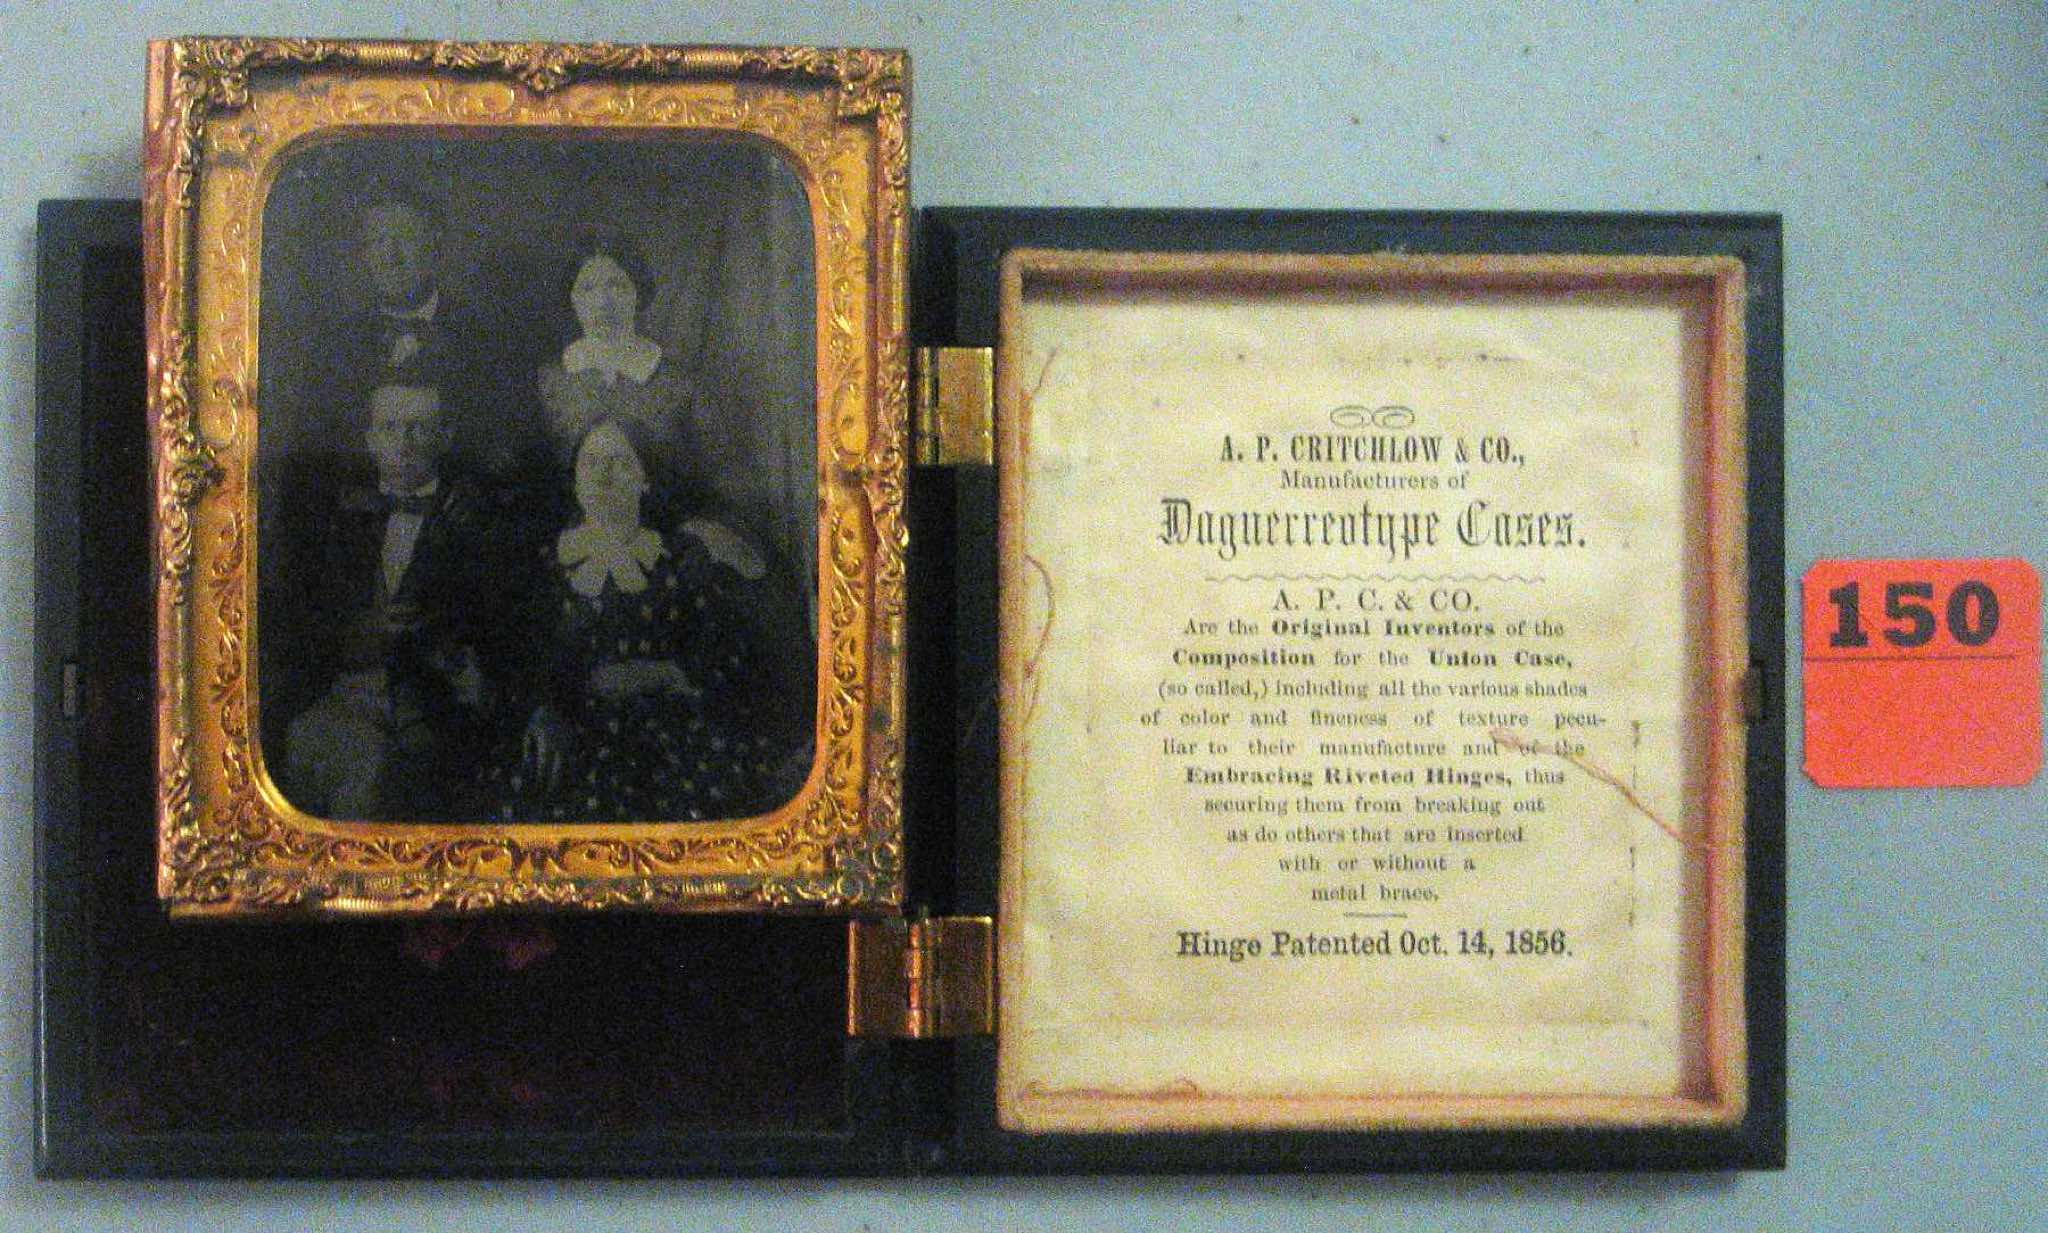 A. P. CRITCHLOW & CO.,
Manufacturers of
Daguerreotype Cases.
A. P. C. & CO.
Are the Original Inventors of the
Composition for the Union Case,
(so called,) including all the various shades
of color and fineness of texture pecu-
liar to their manufacture and of the
Embracing Riveted Hinges, thus
securing them from breaking out
as do others that are inserted
with or without a
metal brace.
Hinge Patented Oct. 14, 1856.
150